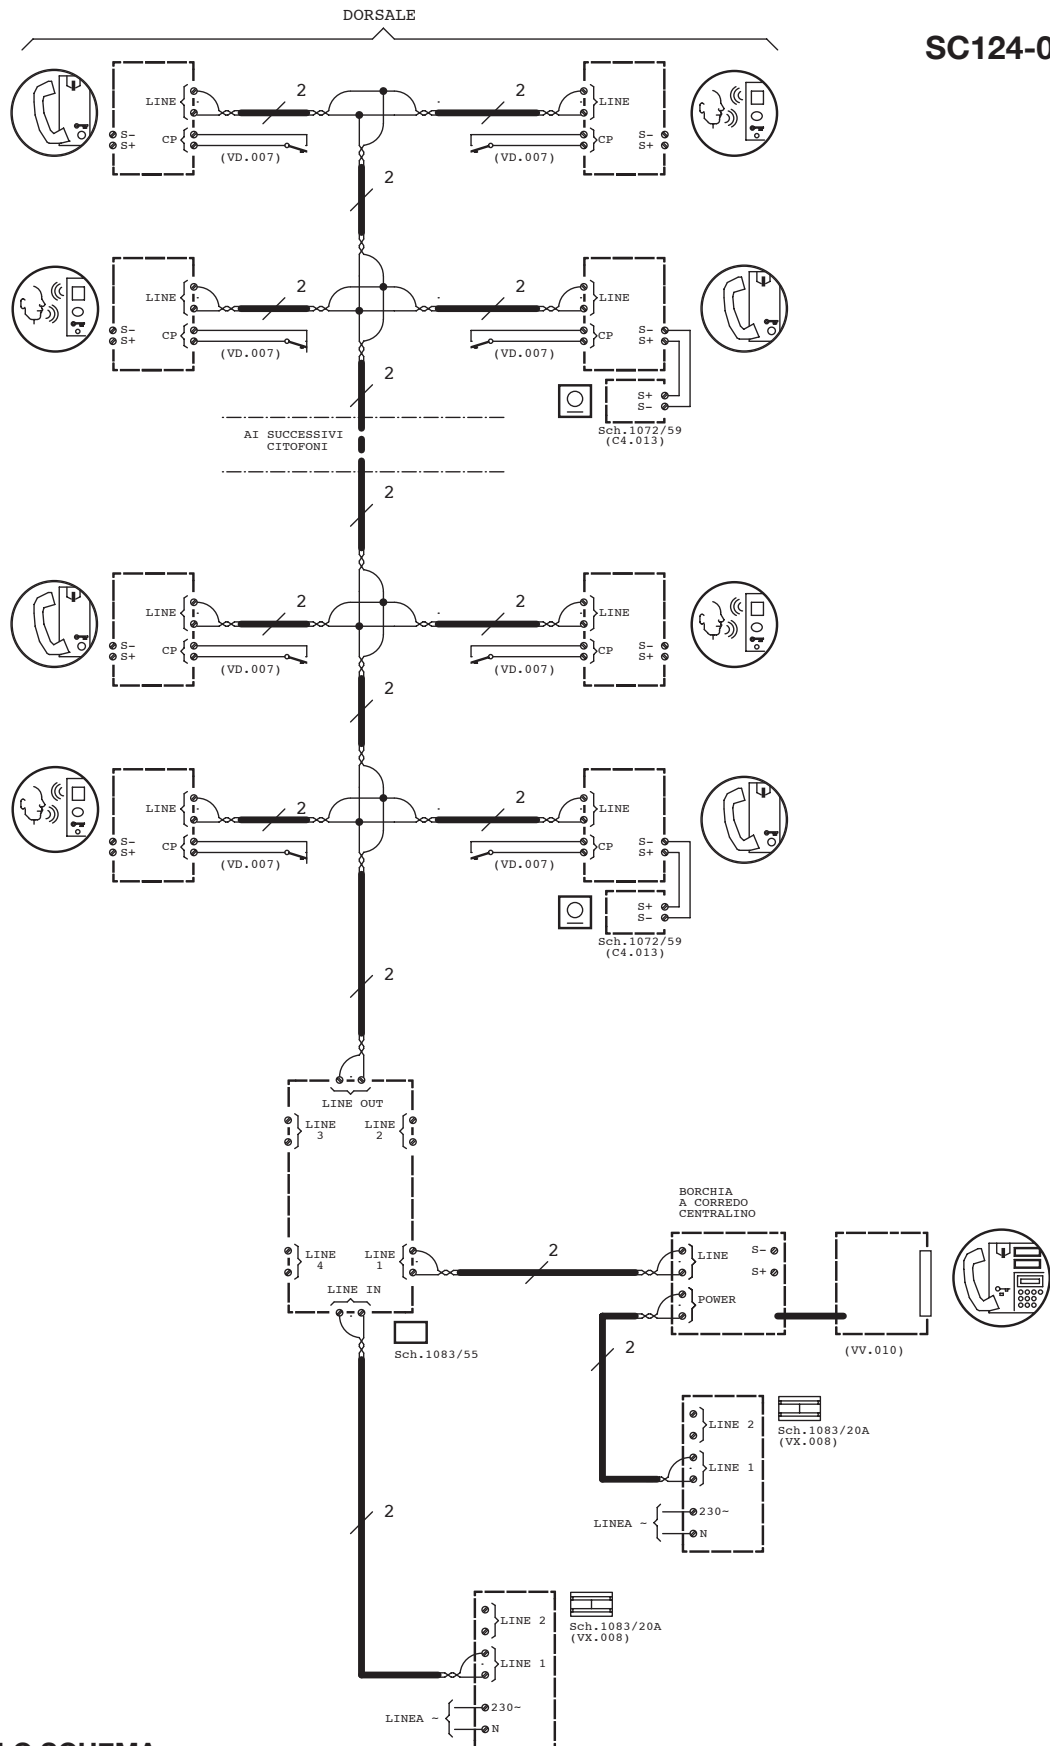 DORSALE
SC124-0
LINE
2
2
LINE
S-
S+
CP
(VD.007)
(VD.007)
CP
S-
S+
2
LINE
2
2
LINE
S-
S+
CP
(VD.007)
(VD.007)
CP
S-
S+
2
S+
S-
Sch.1072/59
(C4.013)
AI SUCCESSIVI
CITOFONI
2
LINE
2
2
LINE
S-
S+
CP
(VD.007)
(VD.007)
CP
S-
S+
2
LINE
2
2
LINE
S-
S+
CP
(VD.007)
(VD.007)
CP
S-
S+
S+
S-
Sch.1072/59
(C4.013)
2
LINE OUT
LINE
3
LINE
2
LINE
4
LINE
1
LINE IN
Sch.1083/55
2
BORCHIA
A CORREDO
CENTRALINO
LINE
S-
S+
POWER
(VV.010)
2
LINE 2
LINE 1
Sch.1083/20A
(VX.008)
230~
LINEA ~
N
2
LINE 2
LINE 1
Sch.1083/20A
(VX.008)
230~
LINEA ~
N